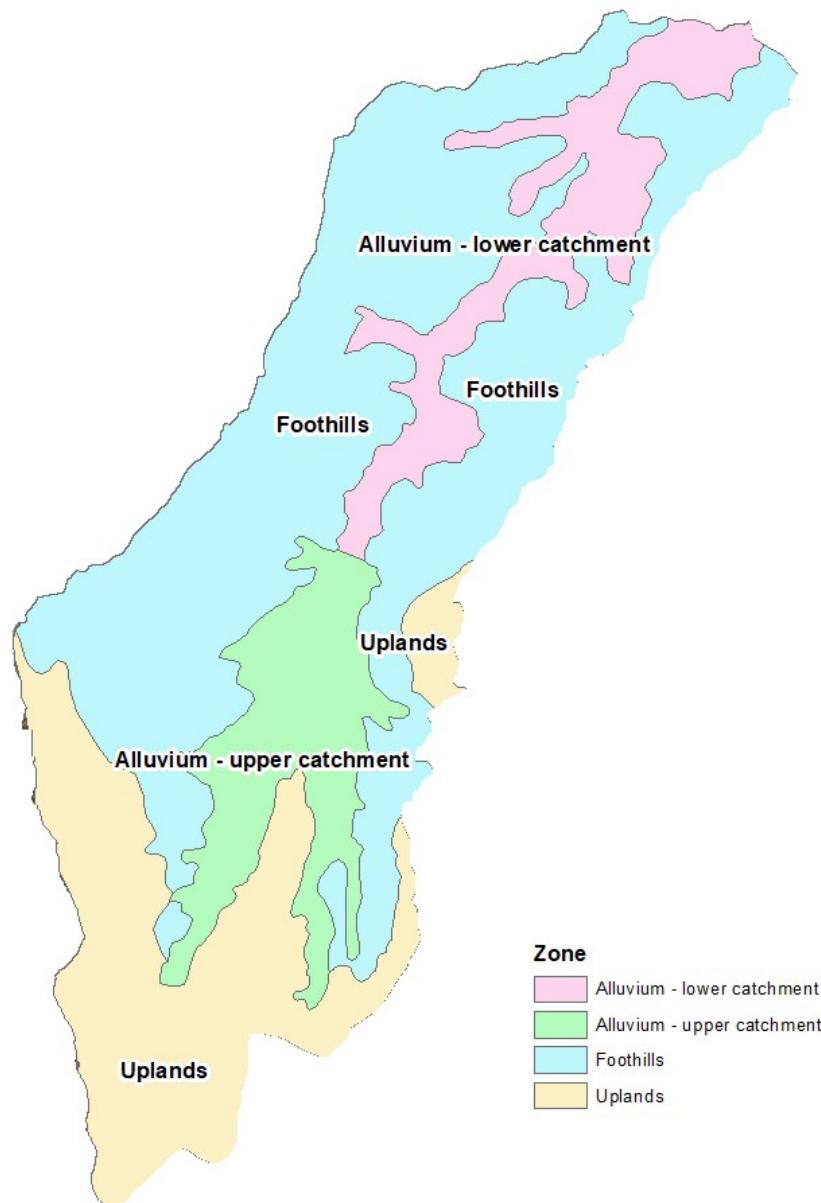 Alluvium - lower catchment
Foothills
Foothills
Uplands
Alluvium - upper catchment
Uplands
Zone
Alluvium - lower catchment
Alluvium - upper catchment
Foothills
Uplands